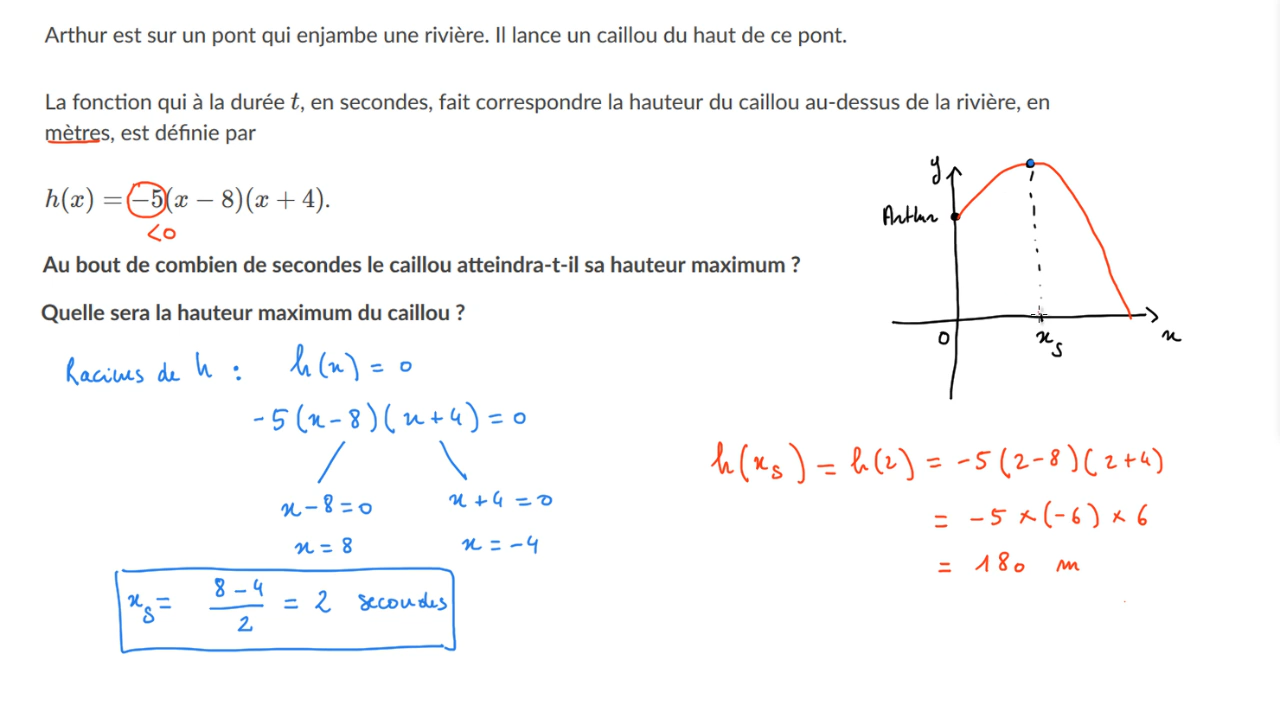 Arthur est sur un pont qui enjambe une rivière. Il lance un caillou du haut de ce pont.
La fonction qui à la durée t, en secondes, fait correspondre la hauteur du caillou au-dessus de la rivière, en
mètres, est définie par
h(x) = −5(x − 8)(x + 4).
<0
Au bout de combien de secondes le caillou atteindra-t-il sa hauteur maximum ?
Quelle sera la hauteur maximum du caillou ?
y
Arthur
0
x_s
x
Racines de h : h(x) = 0
-5(x-8)(x+4)=0
x-8=0 x+4=0
x=8 x=-4
x_s = (8-4)/2 = 2 secondes
h(x_s) = h(2) = -5(2-8)(2+4)
= -5×(-6)×6
= 180 m